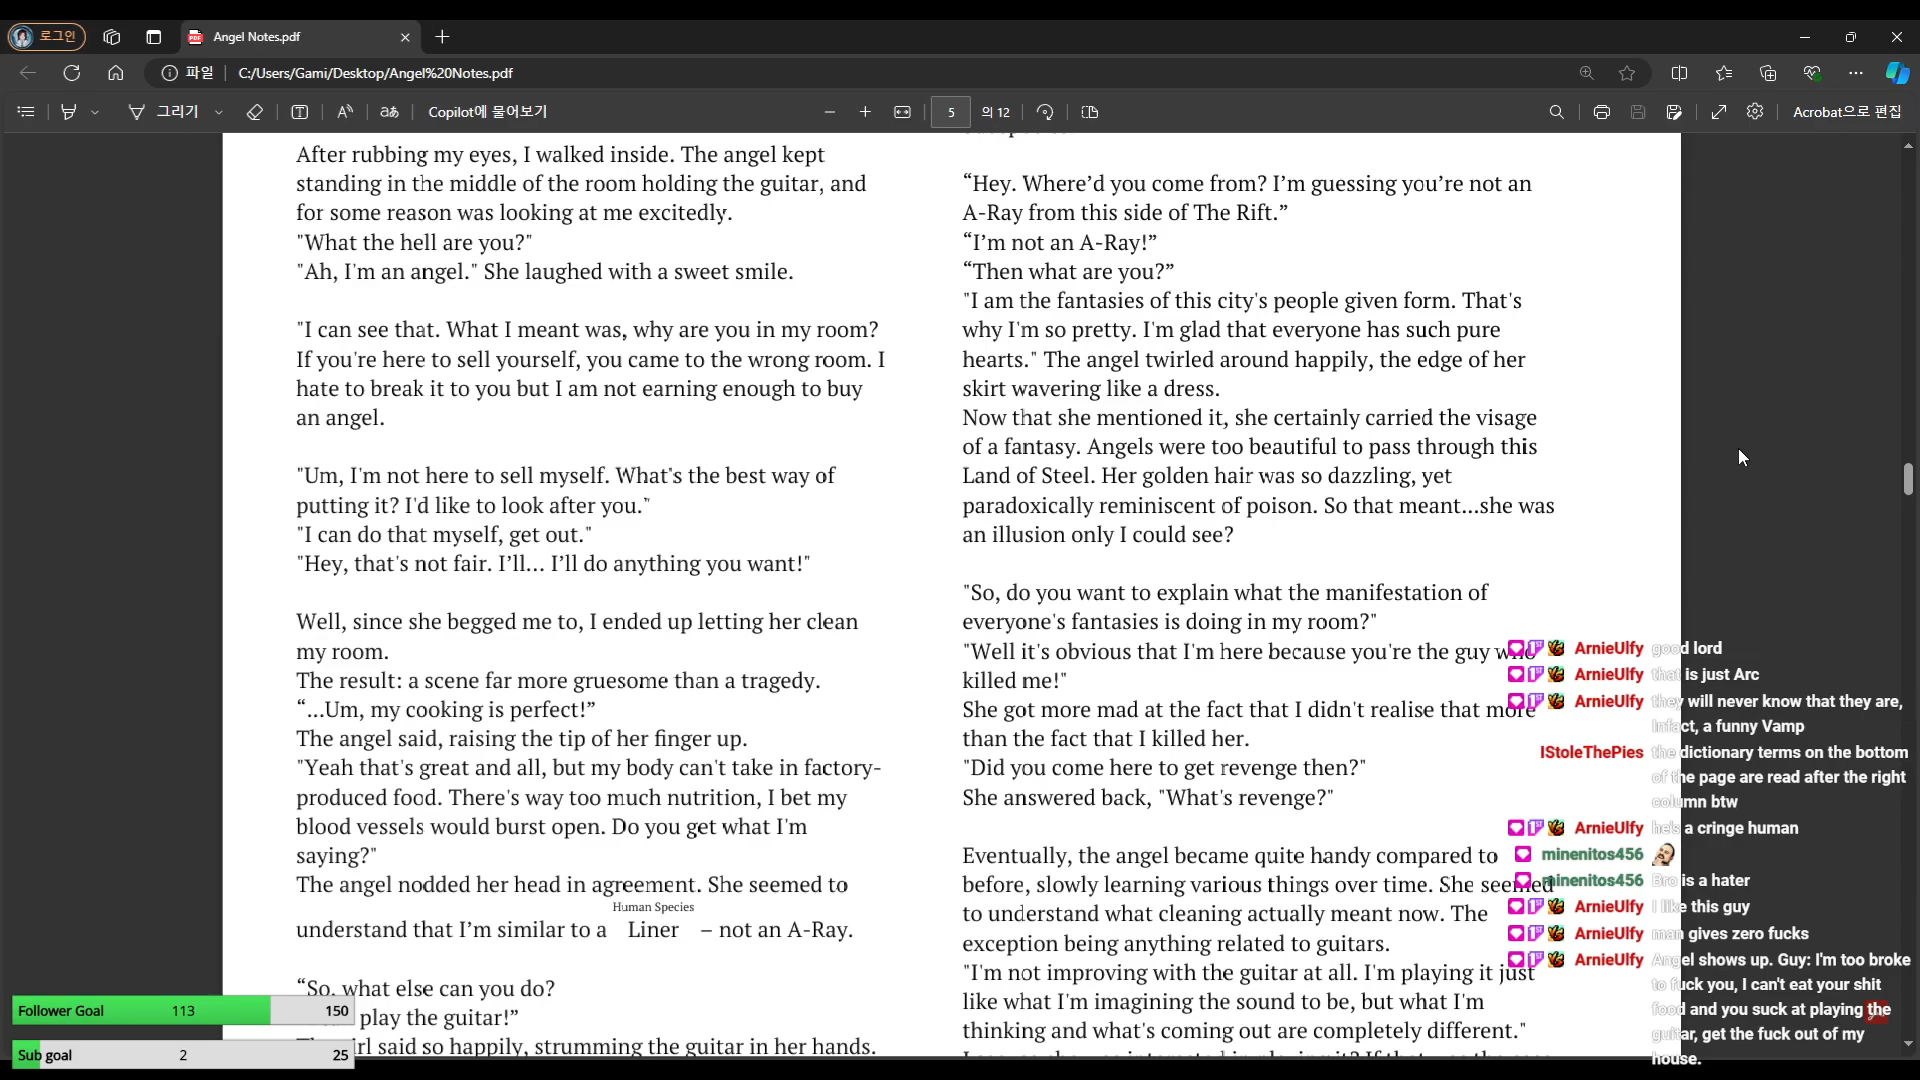 로그인
Angel Notes.pdf
파일
C:/Users/Gami/Desktop/Angel%20Notes.pdf
그리기
aあ
Copilot에 물어보기
5 의 12
Acrobat으로 편집
After rubbing my eyes, I walked inside. The angel kept
standing in the middle of the room holding the guitar, and
for some reason was looking at me excitedly.
"What the hell are you?"
"Ah, I'm an angel." She laughed with a sweet smile.
"I can see that. What I meant was, why are you in my room?
If you're here to sell yourself, you came to the wrong room. I
hate to break it to you but I am not earning enough to buy
an angel.
"Um, I'm not here to sell myself. What's the best way of
putting it? I'd like to look after you."
"I can do that myself, get out."
"Hey, that's not fair. I’ll... I’ll do anything you want!"
Well, since she begged me to, I ended up letting her clean
my room.
The result: a scene far more gruesome than a tragedy.
“...Um, my cooking is perfect!”
The angel said, raising the tip of her finger up.
"Yeah that's great and all, but my body can't take in factory-
produced food. There's way too much nutrition, I bet my
blood vessels would burst open. Do you get what I'm
saying?"
The angel nodded her head in agreement. She seemed to
Human Species
understand that I’m similar to a Liner – not an A-Ray.
“So, what else can you do?
play the guitar!”
girl said so happily, strumming the guitar in her hands.
“Hey. Where’d you come from? I’m guessing you’re not an
A-Ray from this side of The Rift.”
“I’m not an A-Ray!”
“Then what are you?”
"I am the fantasies of this city's people given form. That's
why I'm so pretty. I'm glad that everyone has such pure
hearts." The angel twirled around happily, the edge of her
skirt wavering like a dress.
Now that she mentioned it, she certainly carried the visage
of a fantasy. Angels were too beautiful to pass through this
Land of Steel. Her golden hair was so dazzling, yet
paradoxically reminiscent of poison. So that meant...she was
an illusion only I could see?
"So, do you want to explain what the manifestation of
everyone's fantasies is doing in my room?"
"Well it's obvious that I'm here because you're the guy who
killed me!"
She got more mad at the fact that I didn't realise that more
than the fact that I killed her.
"Did you come here to get revenge then?"
She answered back, "What's revenge?"
Eventually, the angel became quite handy compared to
before, slowly learning various things over time. She seemed
to understand what cleaning actually meant now. The
exception being anything related to guitars.
"I'm not improving with the guitar at all. I'm playing it just
like what I'm imagining the sound to be, but what I'm
thinking and what's coming out are completely different."
ArnieUlfy good lord
ArnieUlfy that is just Arc
ArnieUlfy they will never know that they are,
Infact, a funny Vamp
IStoleThePies the dictionary terms on the bottom
of the page are read after the right
column btw
ArnieUlfy he's a cringe human
minenitos456
minenitos456 Bro is a hater
ArnieUlfy I like this guy
ArnieUlfy man gives zero fucks
ArnieUlfy Angel shows up. Guy: I'm too broke
to fuck you, I can't eat your shit
food and you suck at playing the
guitar, get the fuck out of my
house.
Follower Goal 113 150
Sub goal 2 25